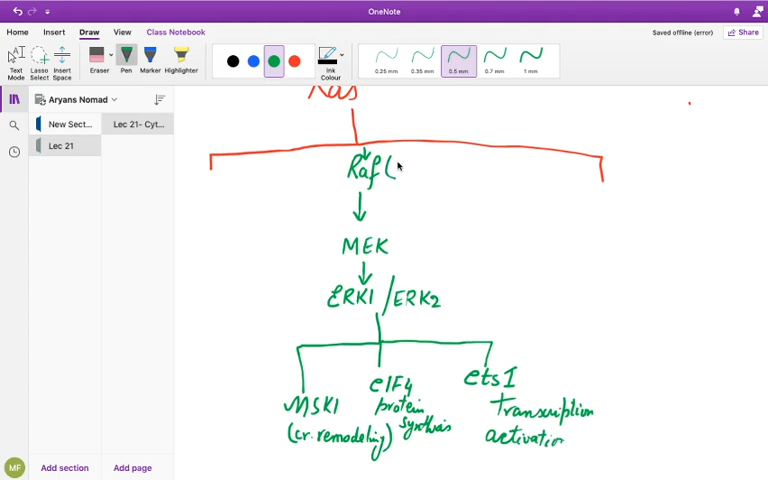 OneNote
Home Insert Draw View Class Notebook
Saved offline (error)
Share
Text Mode
Lasso Select
Insert Space
Eraser
Pen
Marker
Highlighter
Ink Colour
0.25 mm
0.35 mm
0.5 mm
0.7 mm
1 mm
Aryans Nomad
New Sect...
Lec 21- Cyt...
Lec 21
Ras
Raf (
MEK
ERK1 / ERK2
MSK1
(cr. remodeling)
eIF4
protein
synthesis
ets1
transcription
activation
MF
Add section
Add page